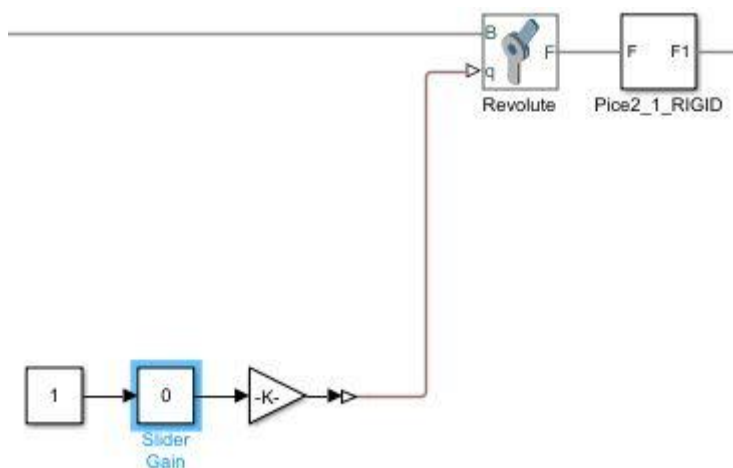 B
q
F
Revolute
F
F1
Pice2_1_RIGID
1
0
-K-
Slider
Gain